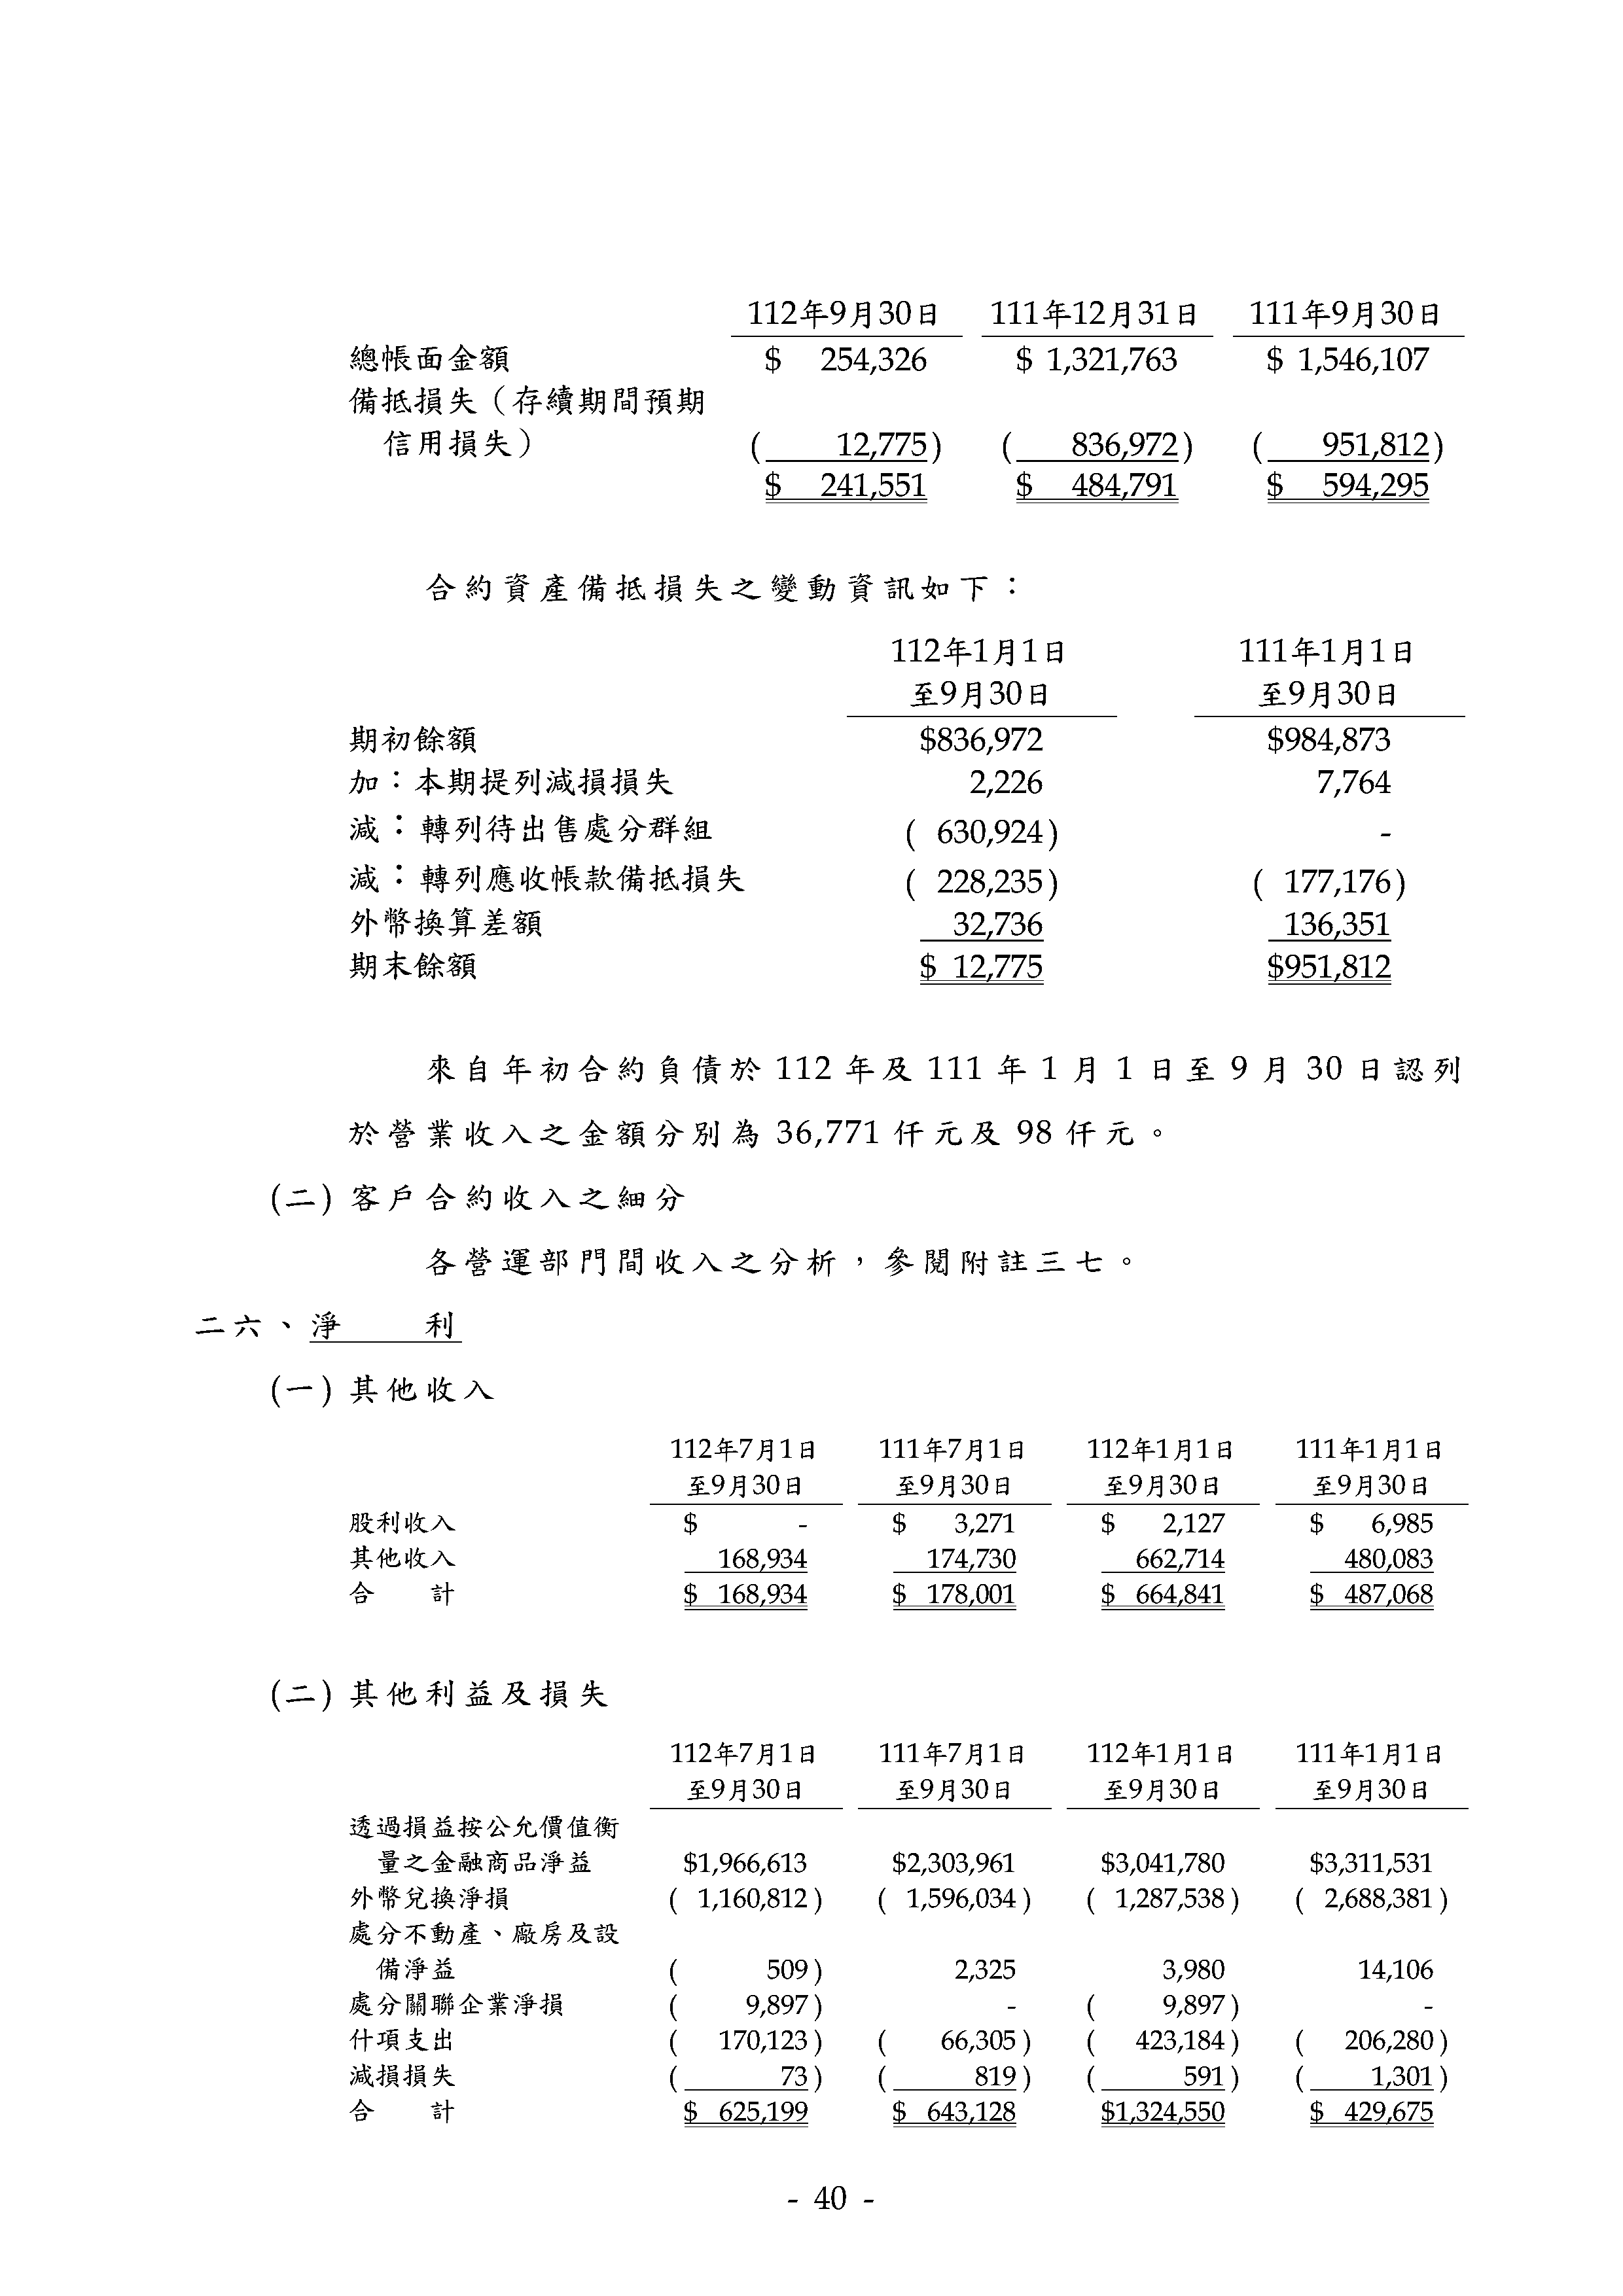 112年9月30日 111年12月31日 111年9月30日
總帳面金額 $ 254,326 $ 1,321,763 $ 1,546,107
備抵損失（存續期間預期
信用損失） ( 12,775) ( 836,972) ( 951,812)
$ 241,551 $ 484,791 $ 594,295
合約資產備抵損失之變動資訊如下：
112年1月1日 111年1月1日
至9月30日 至9月30日
期初餘額 $836,972 $984,873
加：本期提列減損損失 2,226 7,764
減：轉列待出售處分群組 ( 630,924) -
減：轉列應收帳款備抵損失 ( 228,235) ( 177,176)
外幣換算差額 32,736 136,351
期末餘額 $ 12,775 $951,812
來自年初合約負債於 112 年及 111 年 1 月 1 日至 9 月 30 日認列
於營業收入之金額分別為 36,771 仟元及 98 仟元。
(二) 客戶合約收入之細分
各營運部門間收入之分析，參閱附註三七。
二六、淨　　利
(一) 其他收入
112年7月1日 111年7月1日 112年1月1日 111年1月1日
至9月30日 至9月30日 至9月30日 至9月30日
股利收入 $ - $ 3,271 $ 2,127 $ 6,985
其他收入 168,934 174,730 662,714 480,083
合　　計 $ 168,934 $ 178,001 $ 664,841 $ 487,068
(二) 其他利益及損失
112年7月1日 111年7月1日 112年1月1日 111年1月1日
至9月30日 至9月30日 至9月30日 至9月30日
透過損益按公允價值衡
量之金融商品淨益 $1,966,613 $2,303,961 $3,041,780 $3,311,531
外幣兌換淨損 ( 1,160,812) ( 1,596,034) ( 1,287,538) ( 2,688,381)
處分不動產、廠房及設
備淨益 ( 509) 2,325 3,980 14,106
處分關聯企業淨損 ( 9,897) - ( 9,897) -
什項支出 ( 170,123) ( 66,305) ( 423,184) ( 206,280)
減損損失 ( 73) ( 819) ( 591) ( 1,301)
合　　計 $ 625,199 $ 643,128 $1,324,550 $ 429,675
- 40 -